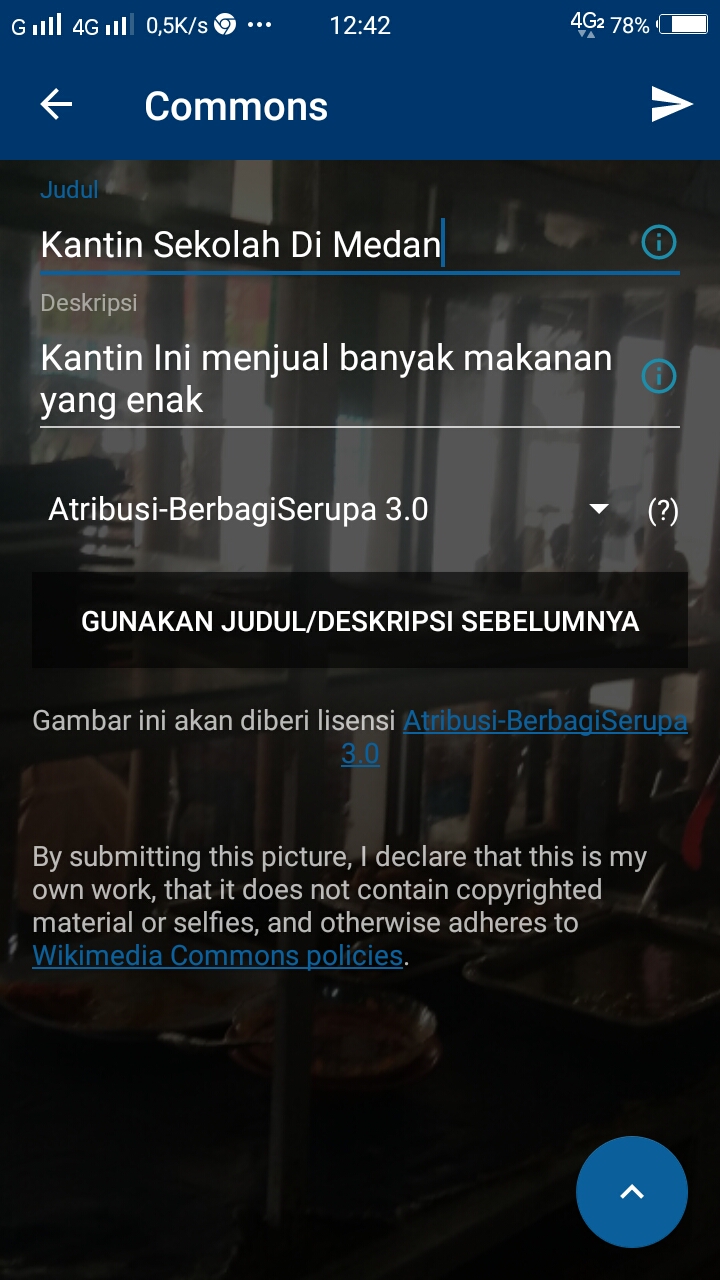 G 4G 0,5K/s ••• 12:42 4G2 78%
Commons
Judul
Kantin Sekolah Di Medan
Deskripsi
Kantin Ini menjual banyak makanan
yang enak
Atribusi-BerbagiSerupa 3.0 (?)
GUNAKAN JUDUL/DESKRIPSI SEBELUMNYA
Gambar ini akan diberi lisensi Atribusi-BerbagiSerupa
3.0
By submitting this picture, I declare that this is my
own work, that it does not contain copyrighted
material or selfies, and otherwise adheres to
Wikimedia Commons policies.